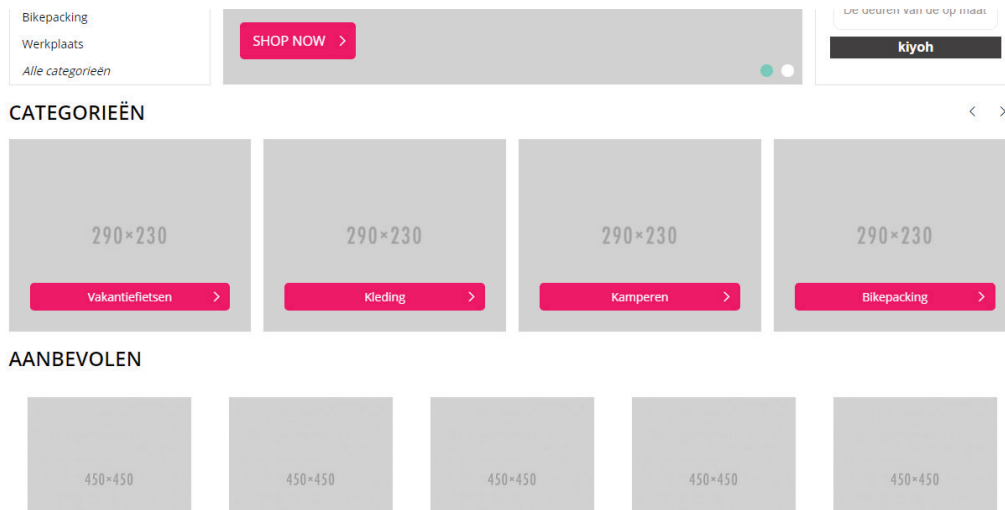 Bikepacking
Werkplaats
Alle categorieën
SHOP NOW
De deuren van de op maat
kiyoh
CATEGORIEËN
290×230
290×230
290×230
290×230
Vakantiefietsen
Kleding
Kamperen
Bikepacking
AANBEVOLEN
450×450
450×450
450×450
450×450
450×450